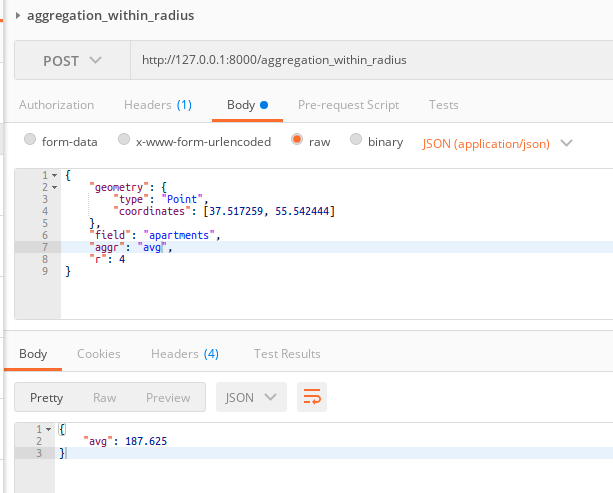 aggregation_within_radius
POST http://127.0.0.1:8000/aggregation_within_radius
Authorization Headers (1) Body Pre-request Script Tests
form-data x-www-form-urlencoded raw binary JSON (application/json)
1 {
2 "geometry": {
3 "type": "Point",
4 "coordinates": [37.517259, 55.542444]
5 },
6 "field": "apartments",
7 "aggr": "avg",
8 "r": 4
9 }
Body Cookies Headers (4) Test Results
Pretty Raw Preview JSON
1 {
2 "avg": 187.625
3 }